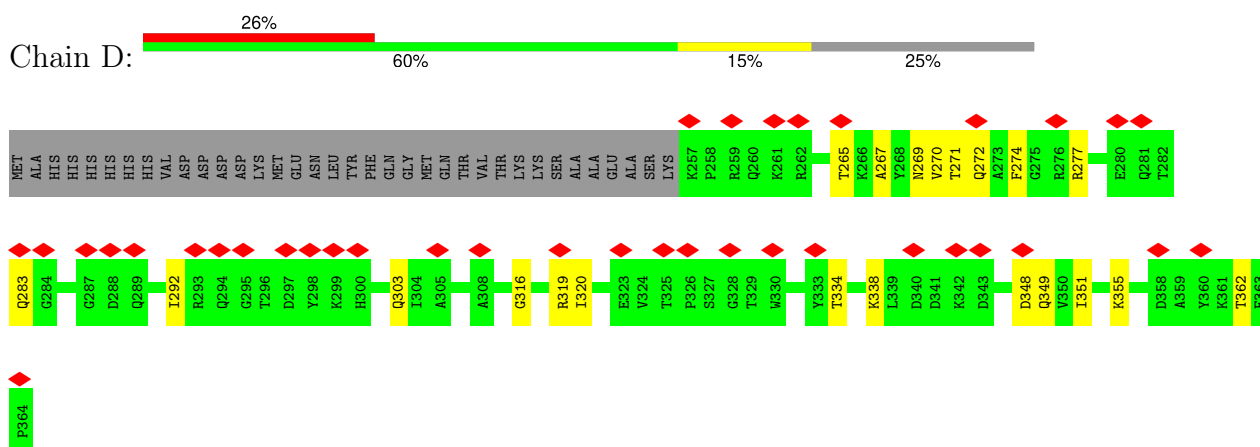 26%
Chain D:
60% 15% 25%
MET ALA HIS HIS HIS HIS HIS HIS VAL ASP ASP ASP ASP LYS MET GLU ASN LEU TYR PHE GLN GLY MET GLN THR VAL THR LYS LYS SER ALA ALA GLU ALA SER LYS K257 P258 R259 Q260 K261 R262 T265 K266 A267 Y268 N269 V270 T271 Q272 A273 F274 G275 R276 R277 E280 Q281 T282
Q283 G284 G287 D288 Q289 I292 R293 Q294 G295 T296 D297 Y298 K299 H300 Q303 I304 A305 A308 G316 R319 I320 E323 V324 T325 P326 S327 G328 T329 W330 Y333 T334 K338 L339 D340 D341 K342 D343 D348 Q349 V350 I351 K355 D358 A359 Y360 K361 T362
P364